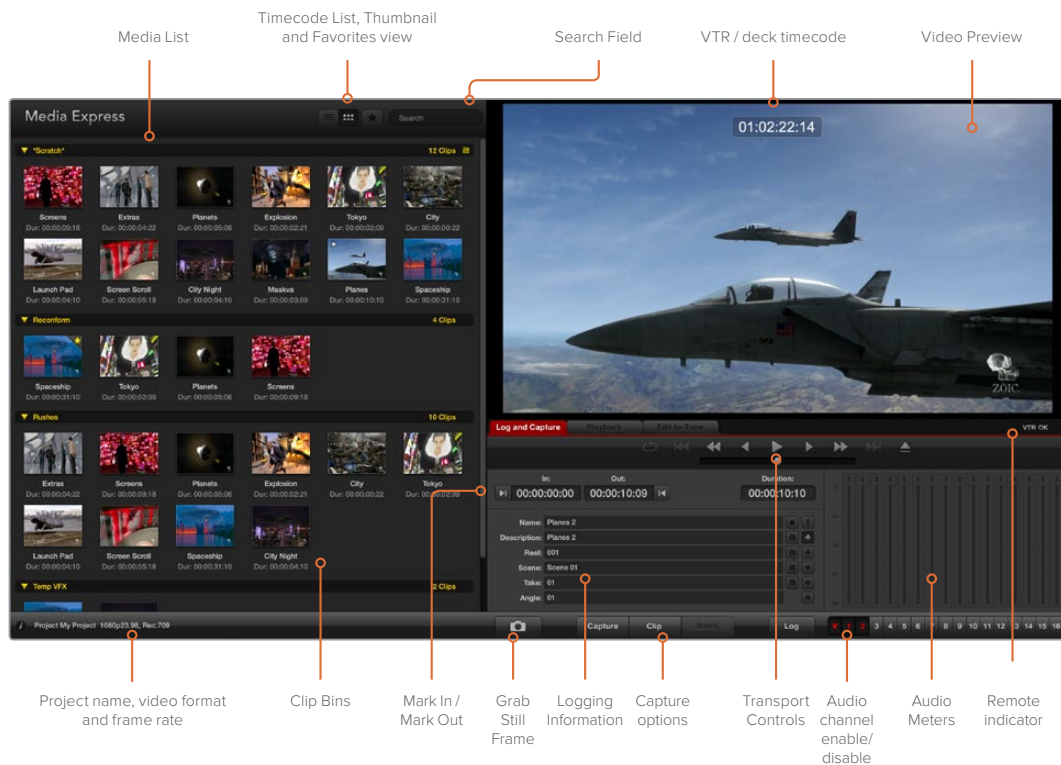 Timecode List, Thumbnail
and Favorites view
Media List
Search Field
VTR / deck timecode
Video Preview
Media Express
Search
01:02:22:14
"Scratch"
12 Clips
Screens
Extras
Planets
Explosion
Tokyo
City
Dur: 00:00:09:18
Dur: 00:00:04:22
Dur: 00:00:05:06
Dur: 00:00:02:21
Dur: 00:00:02:09
Dur: 00:00:09:22
Launch Pad
Screen Scroll
City Night
Maskva
Planes
Spaceship
Dur: 00:00:04:10
Dur: 00:00:05:18
Dur: 00:00:04:10
Dur: 00:00:03:09
Dur: 00:00:10:10
Dur: 00:00:31:10
Reconform
4 Clips
Spaceship
Tokyo
Planets
Screens
Dur: 00:00:31:10
Dur: 00:00:02:09
Dur: 00:00:05:06
Dur: 00:00:09:18
Rushes
10 Clips
Extras
Screens
Planets
Explosion
City
Tokyo
Dur: 00:00:04:22
Dur: 00:00:09:18
Dur: 00:00:05:06
Dur: 00:00:02:21
Dur: 00:00:00:22
Dur: 00:00:02:09
Launch Pad
Screen Scroll
Spaceship
City Night
Dur: 00:00:04:10
Dur: 00:00:05:18
Dur: 00:00:31:10
Dur: 00:00:04:10
Temp VFX
2 Clips
Project My Project 1080p23.98, Rec.709
ZOIC
Log and Capture
Playback
Edit to Tape
VTR OK
In:
Out:
Duration:
00:00:00:00
00:00:10:09
00:00:10:10
Name: Planes 2
Description: Planes 2
Reel: 001
Scene: Scene 01
Take: 01
Angle: 01
Capture
Clip
Batch
Log
V 1 2 3 4 5 6 7 8 9 10 11 12 13 14 15 16
Project name, video format
and frame rate
Clip Bins
Mark In /
Mark Out
Grab
Still
Frame
Logging
Information
Capture
options
Transport
Controls
Audio
channel
enable/
disable
Audio
Meters
Remote
indicator